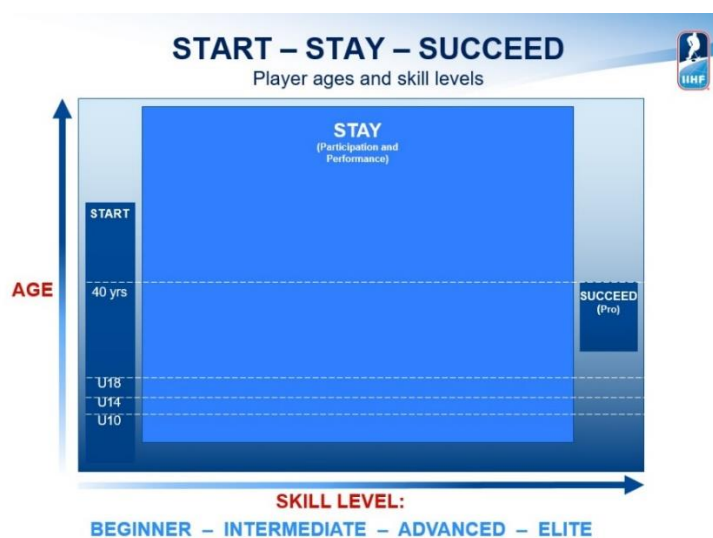 START – STAY – SUCCEED
Player ages and skill levels
IIHF
STAY
(Participation and
Performance)
START
AGE
40 yrs
SUCCEED
(Pro)
U18
U14
U10
SKILL LEVEL:
BEGINNER – INTERMEDIATE – ADVANCED – ELITE